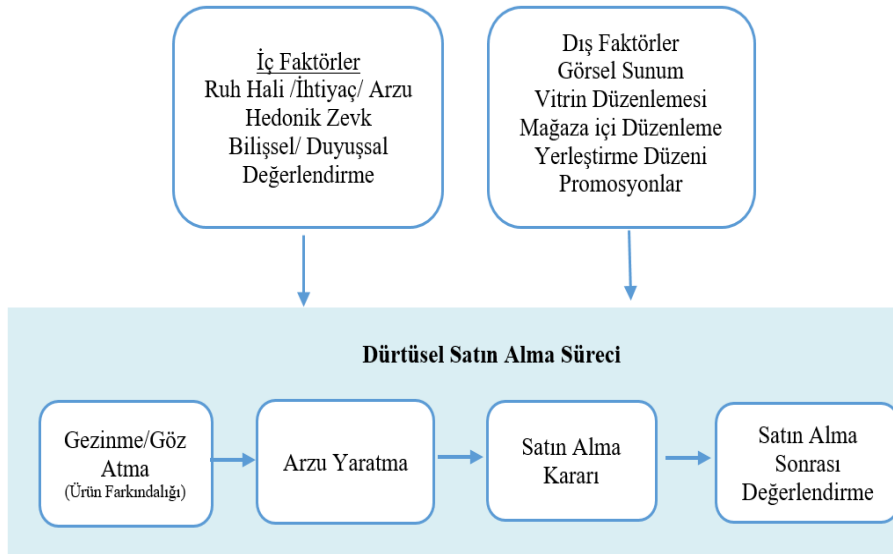 İç Faktörler
Ruh Hali /İhtiyaç/ Arzu
Hedonik Zevk
Bilişsel/ Duyuşsal
Değerlendirme
Dış Faktörler
Görsel Sunum
Vitrin Düzenlemesi
Mağaza içi Düzenleme
Yerleştirme Düzeni
Promosyonlar
Dürtüsel Satın Alma Süreci
Gezinme/Göz
Atma
(Ürün Farkındalığı)
Arzu Yaratma
Satın Alma
Kararı
Satın Alma
Sonrası
Değerlendirme